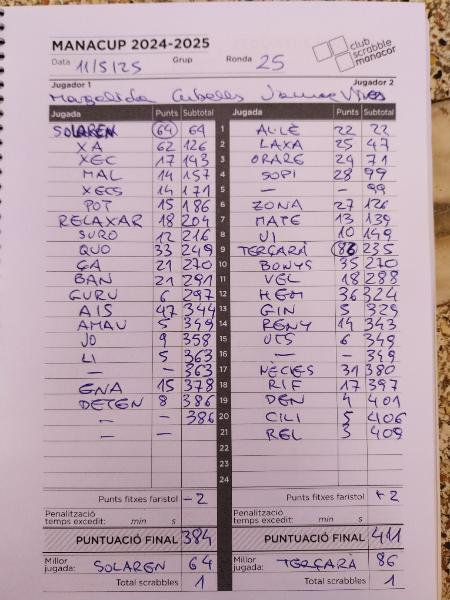 MANACUP 2024-2025
club scrabble manacor
Data 11/5/25 Grup Ronda 25
Jugador 1 Jugador 2
Margalida Cubells Jaume Vives
Jugada Punts Subtotal Jugada Punts Subtotal
SOLAREN 64 64 1 AL·LÈ 22 22
XA 62 126 2 LAXA 25 47
XEC 17 143 3 ORARE 24 71
MAL 14 157 4 SOPI 28 99
XECS 14 171 5 — — 99
POT 15 186 6 ZONA 27 126
RELAXAR 18 204 7 MATE 13 139
SURO 12 216 8 VI 10 149
QUO 33 249 9 TERÇARÀ 86 235
ÇA 21 270 10 BONYS 35 270
BAN 21 291 11 VEL 18 288
GURU 6 297 12 HEM 36 324
AIS 47 344 13 GIN 5 329
AMAU 5 349 14 RENY 14 343
JO 9 358 15 UTS 6 349
LI 5 363 16 — — 349
— — 363 17 NÈCIES 31 380
ENA 15 378 18 RIF 17 397
DETEN 8 386 19 DEN 4 401
— — 386 20 CILI 5 406
— — 21 REL 3 409
22
23
24
Punts fitxes faristol -2 Punts fitxes faristol +2
Penalització temps excedit: min s Penalització temps excedit: min s
PUNTUACIÓ FINAL 384 PUNTUACIÓ FINAL 411
Millor jugada: SOLAREN 64 Millor jugada: TERÇARÀ 86
Total scrabbles 1 Total scrabbles 1